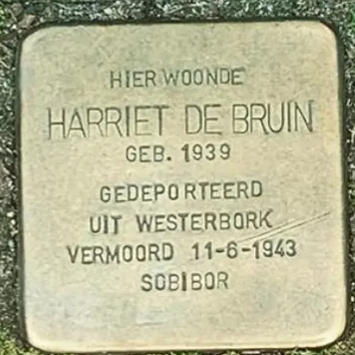 HIER WOONDE
HARRIET DE BRUIN
GEB. 1939
GEDEPORTEERD
UIT WESTERBORK
VERMOORD 11-6-1943
SOBIBOR